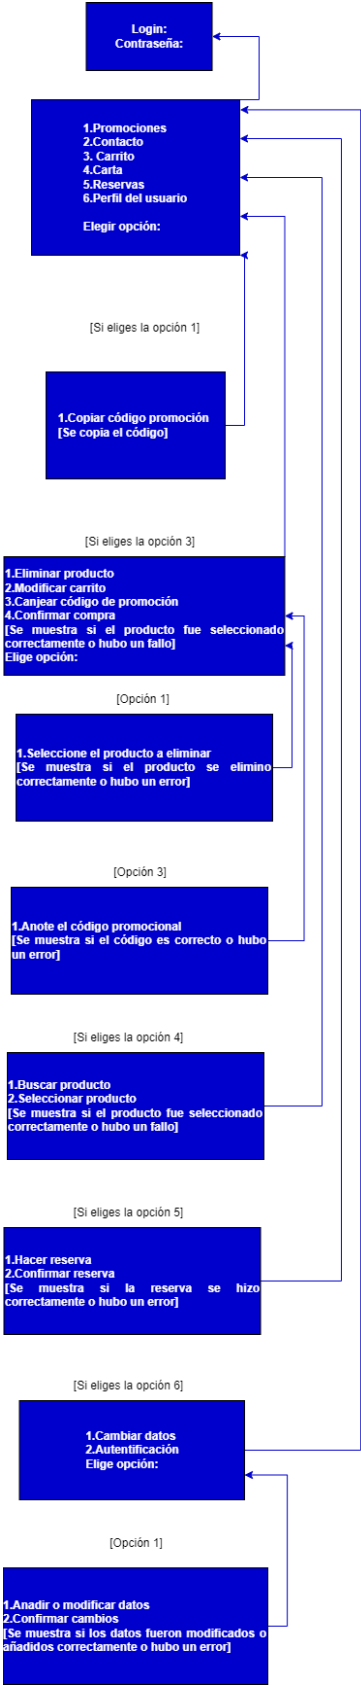 Login:
Contraseña:
1.Promociones
2.Contacto
3. Carrito
4.Carta
5.Reservas
6.Perfil del usuario
Elegir opción:
[Si eliges la opción 1]
1.Copiar código promoción
[Se copia el código]
[Si eliges la opción 3]
1.Eliminar producto
2.Modificar carrito
3.Canjear código de promoción
4.Confirmar compra
[Se muestra si el producto fue seleccionado
correctamente o hubo un fallo]
Elige opción:
[Opción 1]
1.Seleccione el producto a eliminar
[Se muestra si el producto se elimino
correctamente o hubo un error]
[Opción 3]
1.Anote el código promocional
[Se muestra si el código es correcto o hubo
un error]
[Si eliges la opción 4]
1.Buscar producto
2.Seleccionar producto
[Se muestra si el producto fue seleccionado
correctamente o hubo un fallo]
[Si eliges la opción 5]
1.Hacer reserva
2.Confirmar reserva
[Se muestra si la reserva se hizo
correctamente o hubo un error]
[Si eliges la opción 6]
1.Cambiar datos
2.Autentificación
Elige opción:
[Opción 1]
1.Anadir o modificar datos
2.Confirmar cambios
[Se muestra si los datos fueron modificados o
añadidos correctamente o hubo un error]